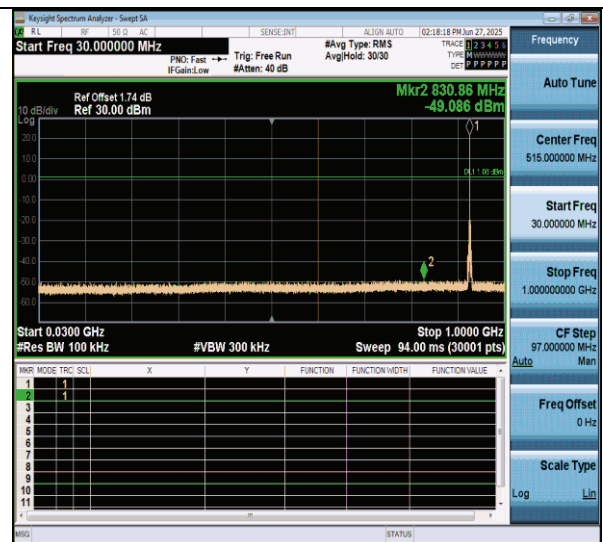 Keysight Spectrum Analyzer - Swept SA
RL RF 50 Ω AC SENSE:INT ALIGN AUTO 02:18:18 PM Jun 27, 2025
Start Freq 30.000000 MHz
PNO: Fast
IFGain:Low
Trig: Free Run
#Atten: 40 dB
#Avg Type: RMS
Avg|Hold: 30/30
TRACE 1 2 3 4 5 6
TYPE MWWWWW
DET P P P P P P
Frequency
Auto Tune
Center Freq
515.000000 MHz
Start Freq
30.000000 MHz
Stop Freq
1.000000000 GHz
CF Step
97.000000 MHz
Auto Man
Freq Offset
0 Hz
Scale Type
Log Lin
Mkr2 830.86 MHz
-49.086 dBm
Ref Offset 1.74 dB
10 dB/div Ref 30.00 dBm
Log
1
20.0
10.0
DL1 1.86 dBm
0.00
-10.0
-20.0
-30.0
-40.0
2
-50.0
-60.0
Start 0.0300 GHz Stop 1.0000 GHz
#Res BW 100 kHz #VBW 300 kHz Sweep 94.00 ms (30001 pts)
MKR MODE TRC SCL X Y FUNCTION FUNCTION WIDTH FUNCTION VALUE
1 1
2 1
3
4
5
6
7
8
9
10
11
MSG STATUS